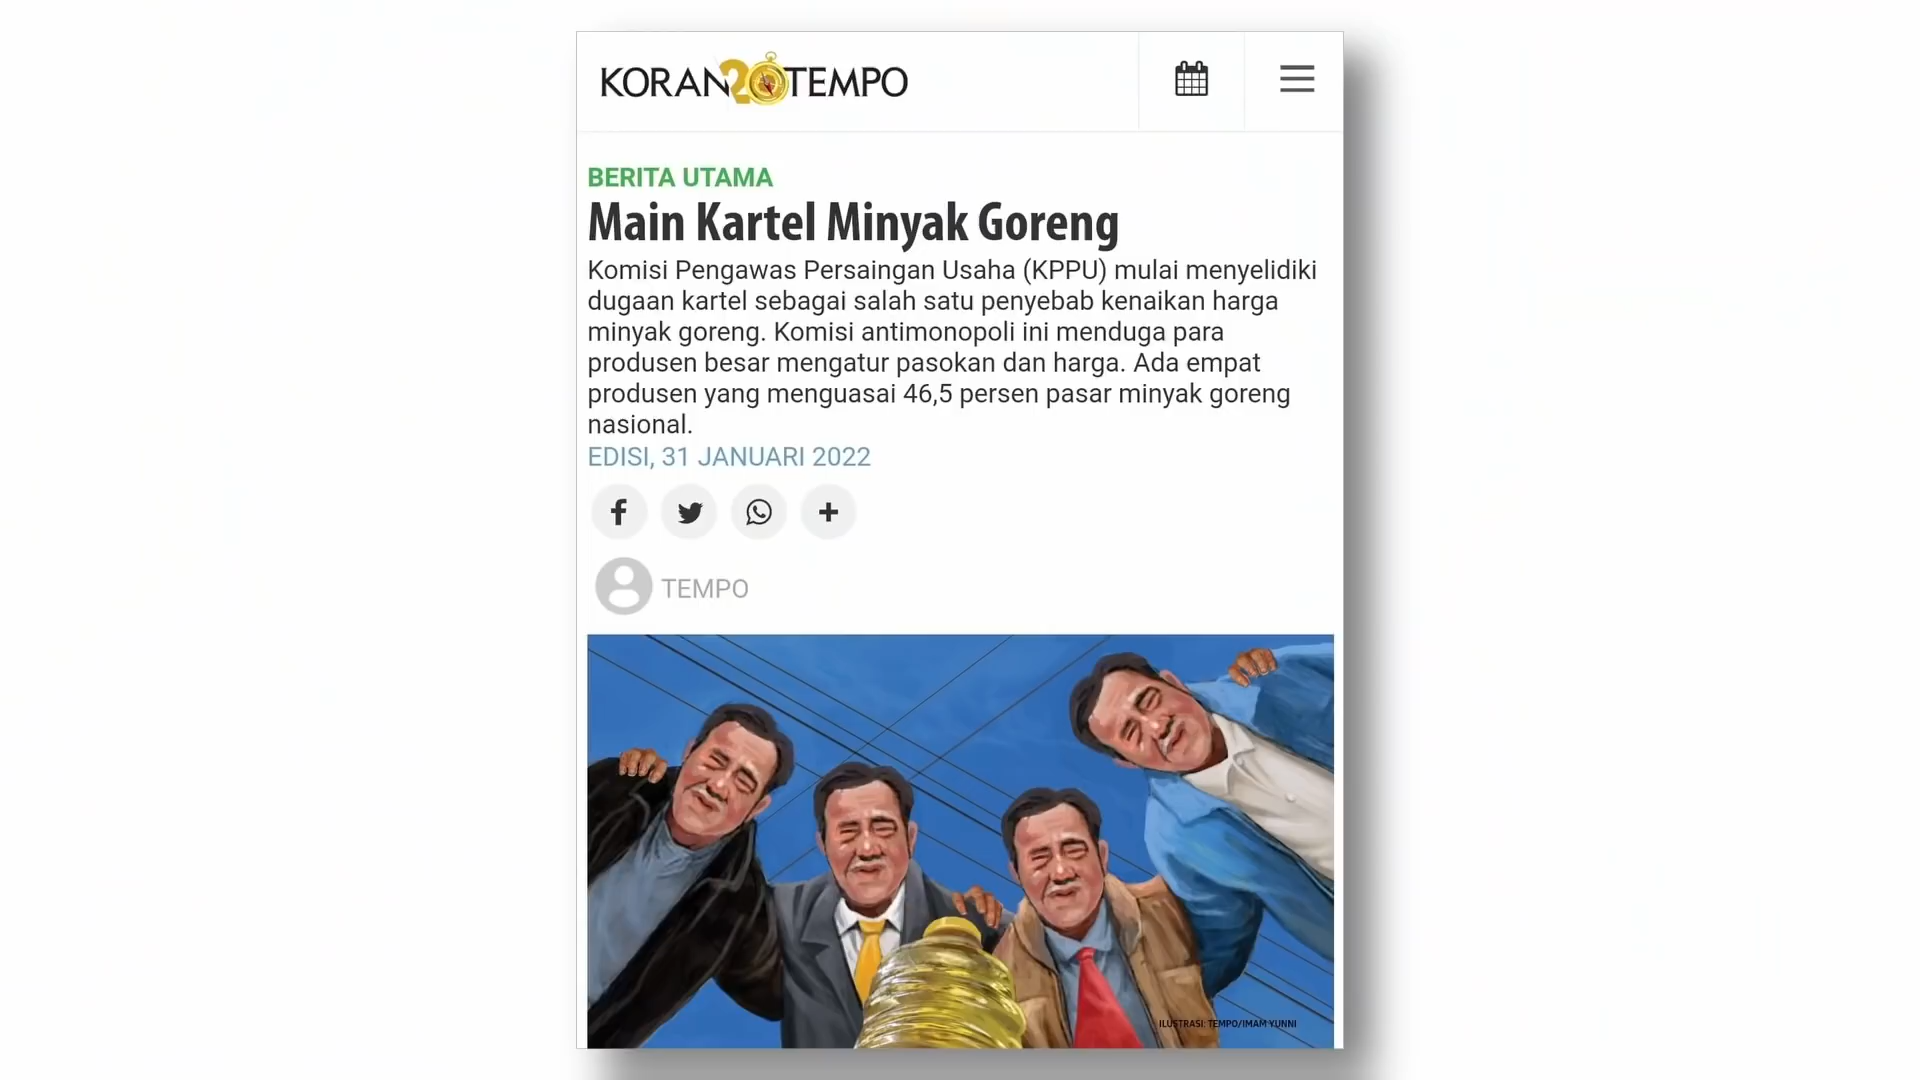 KORAN 20 TEMPO
BERITA UTAMA
Main Kartel Minyak Goreng
Komisi Pengawas Persaingan Usaha (KPPU) mulai menyelidiki
dugaan kartel sebagai salah satu penyebab kenaikan harga
minyak goreng. Komisi antimonopoli ini menduga para
produsen besar mengatur pasokan dan harga. Ada empat
produsen yang menguasai 46,5 persen pasar minyak goreng
nasional.
EDISI, 31 JANUARI 2022
TEMPO
ILUSTRASI: TEMPO/IMAM YUNNI